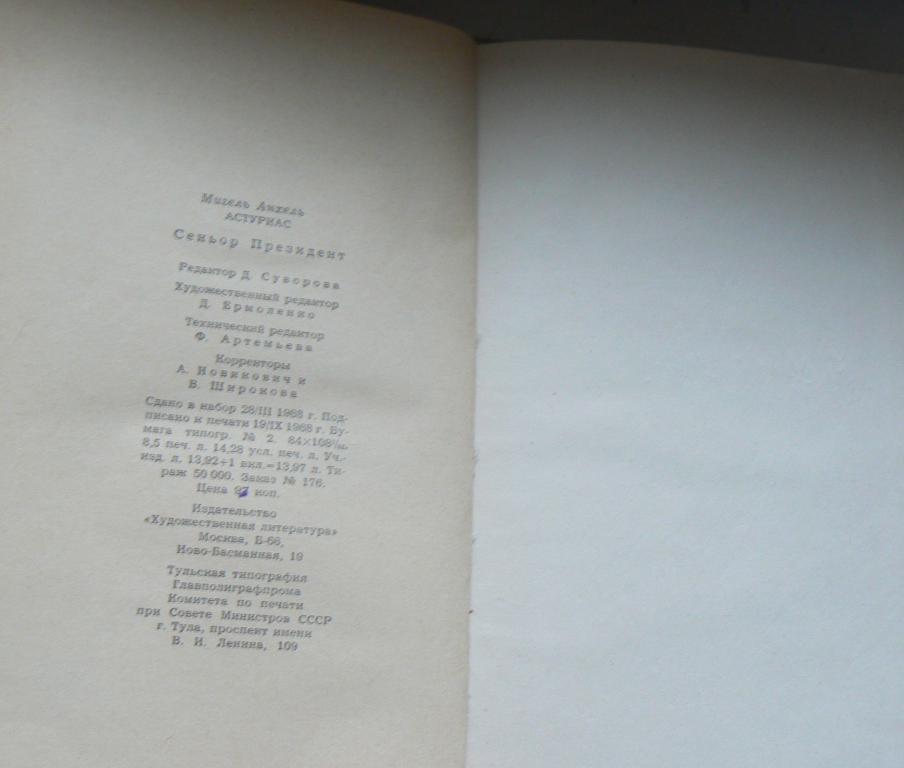 Мигель Анхель
АСТУРИАС
Сеньор Президент
Редактор Д. Суворова
Художественный редактор
Д. Ермоленко
Технический редактор
Ф. Артемьева
Корректоры
А. Новикович и
В. Широкова
Сдано в набор 28/III 1968 г. Под-
писано к печати 19/IX 1968 г. Бу-
мага типогр. № 2. 84×108¹/₃₂,
8,5 печ. л. 14,28 усл. печ. л. Уч.-
изд. л. 13,92+1 вкл.=13,97 л. Ти-
раж 50 000. Заказ № 176.
Цена коп.
Издательство
«Художественная литература»
Москва, Б-66,
Ново-Басманная, 19
Тульская типография
Главполиграфпрома
Комитета по печати
при Совете Министров СССР
г. Тула, проспект имени
В. И. Ленина, 109